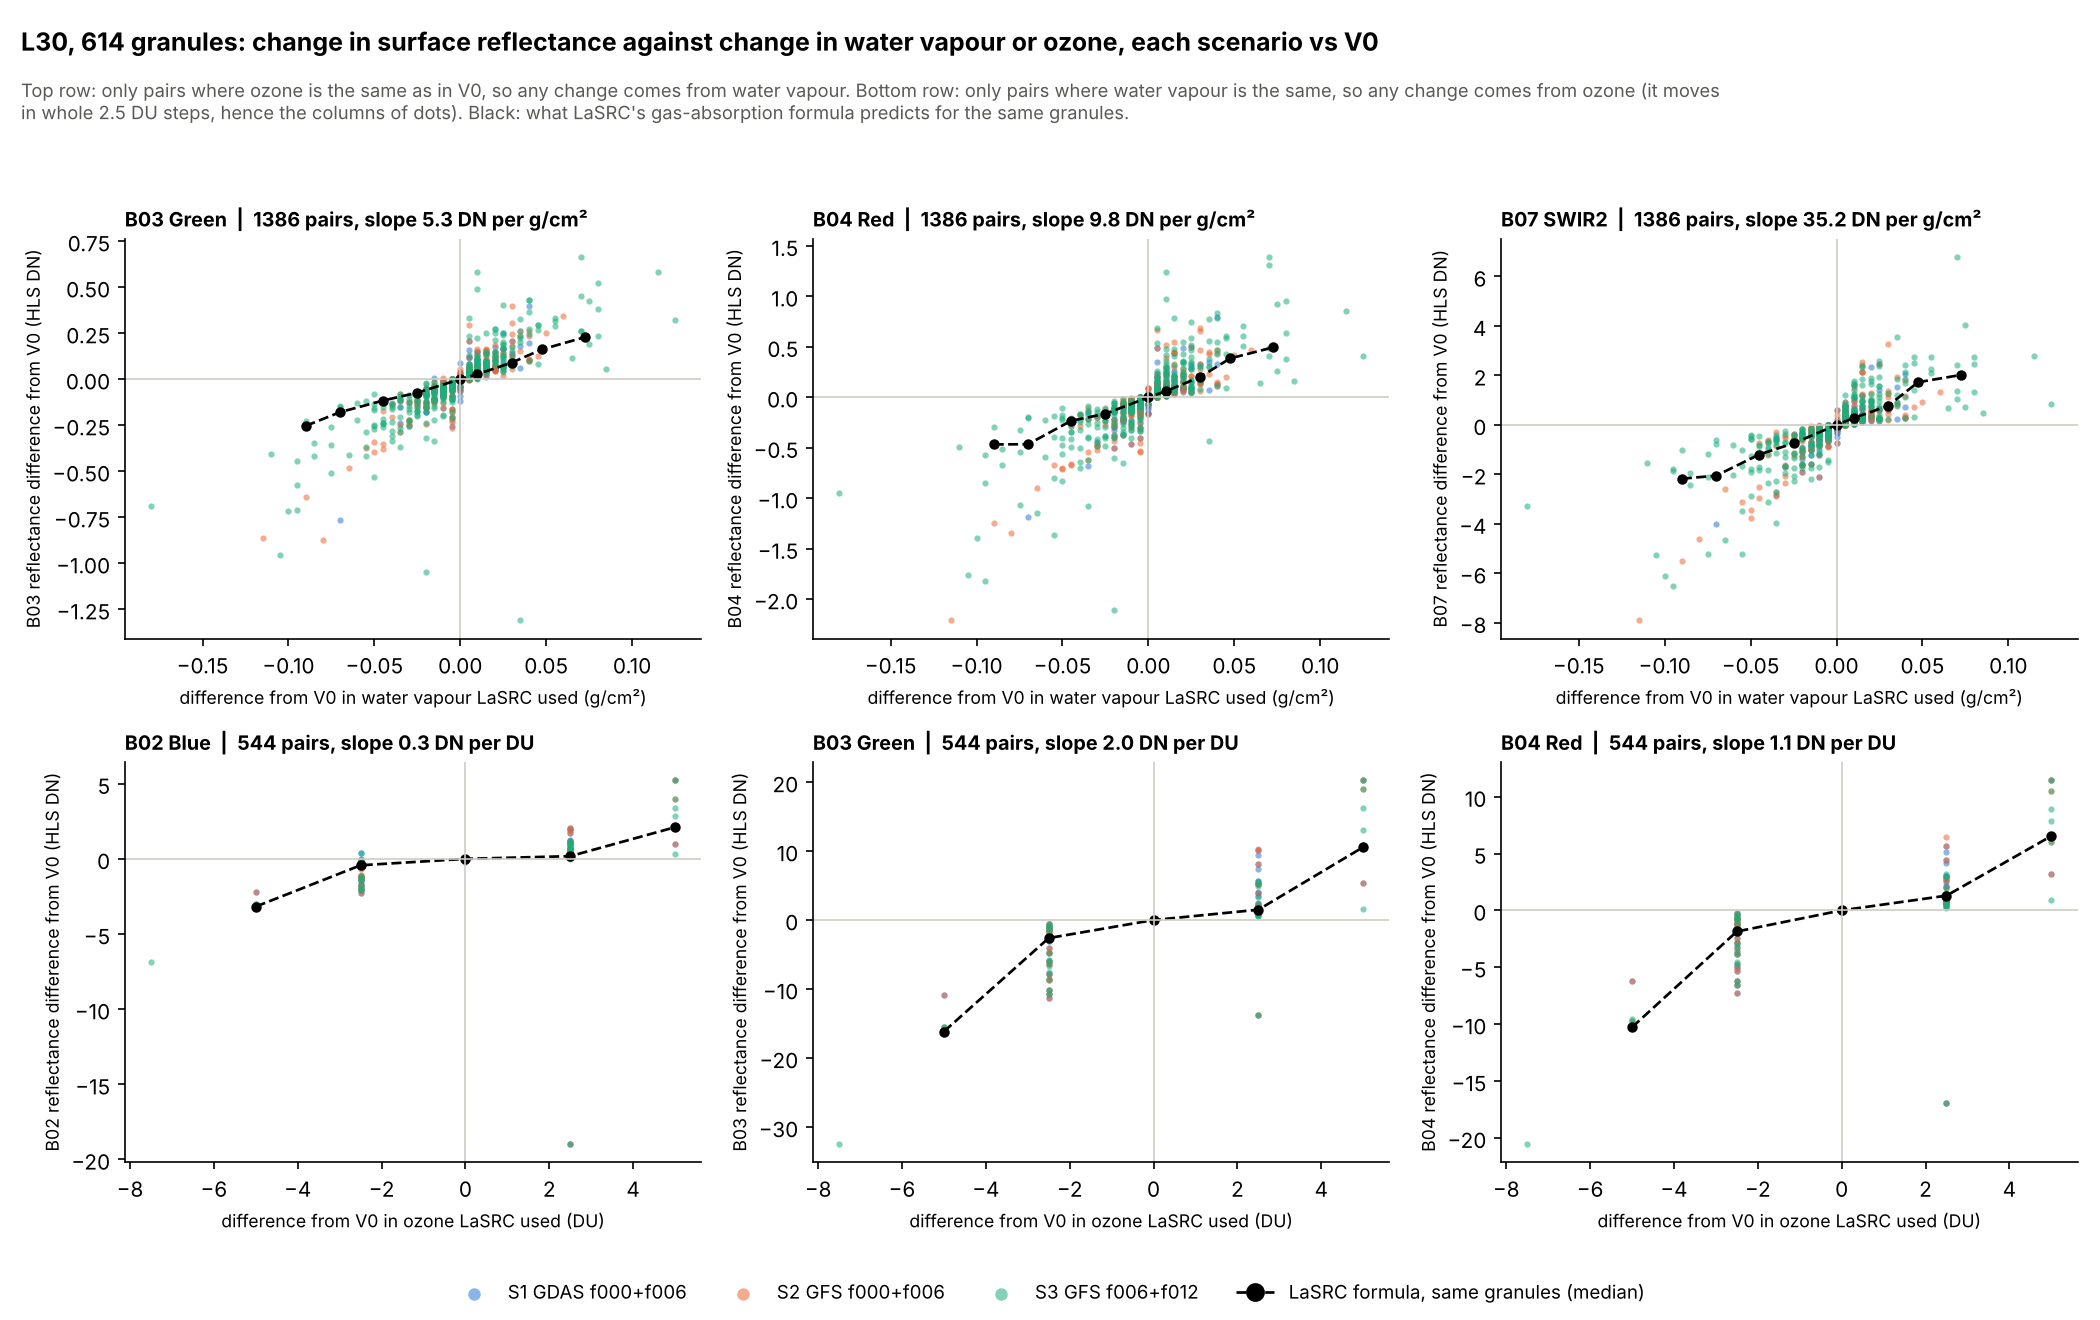 L30, 614 granules: change in surface reflectance against change in water vapour or ozone, each scenario vs V0
Top row: only pairs where ozone is the same as in V0, so any change comes from water vapour. Bottom row: only pairs where water vapour is the same, so any change comes from ozone (it moves
in whole 2.5 DU steps, hence the columns of dots). Black: what LaSRC's gas-absorption formula predicts for the same granules.
B03 Green | 1386 pairs, slope 5.3 DN per g/cm²
B03 reflectance difference from V0 (HLS DN)
0.75
0.50
0.25
0.00
−0.25
−0.50
−0.75
−1.00
−1.25
−0.15 −0.10 −0.05 0.00 0.05 0.10
difference from V0 in water vapour LaSRC used (g/cm²)
B04 Red | 1386 pairs, slope 9.8 DN per g/cm²
B04 reflectance difference from V0 (HLS DN)
1.5
1.0
0.5
0.0
−0.5
−1.0
−1.5
−2.0
−0.15 −0.10 −0.05 0.00 0.05 0.10
difference from V0 in water vapour LaSRC used (g/cm²)
B07 SWIR2 | 1386 pairs, slope 35.2 DN per g/cm²
B07 reflectance difference from V0 (HLS DN)
6
4
2
0
−2
−4
−6
−8
−0.15 −0.10 −0.05 0.00 0.05 0.10
difference from V0 in water vapour LaSRC used (g/cm²)
B02 Blue | 544 pairs, slope 0.3 DN per DU
B02 reflectance difference from V0 (HLS DN)
5
0
−5
−10
−15
−20
−8 −6 −4 −2 0 2 4
difference from V0 in ozone LaSRC used (DU)
B03 Green | 544 pairs, slope 2.0 DN per DU
B03 reflectance difference from V0 (HLS DN)
20
10
0
−10
−20
−30
−8 −6 −4 −2 0 2 4
difference from V0 in ozone LaSRC used (DU)
B04 Red | 544 pairs, slope 1.1 DN per DU
B04 reflectance difference from V0 (HLS DN)
10
5
0
−5
−10
−15
−20
−8 −6 −4 −2 0 2 4
difference from V0 in ozone LaSRC used (DU)
S1 GDAS f000+f006
S2 GFS f000+f006
S3 GFS f006+f012
LaSRC formula, same granules (median)